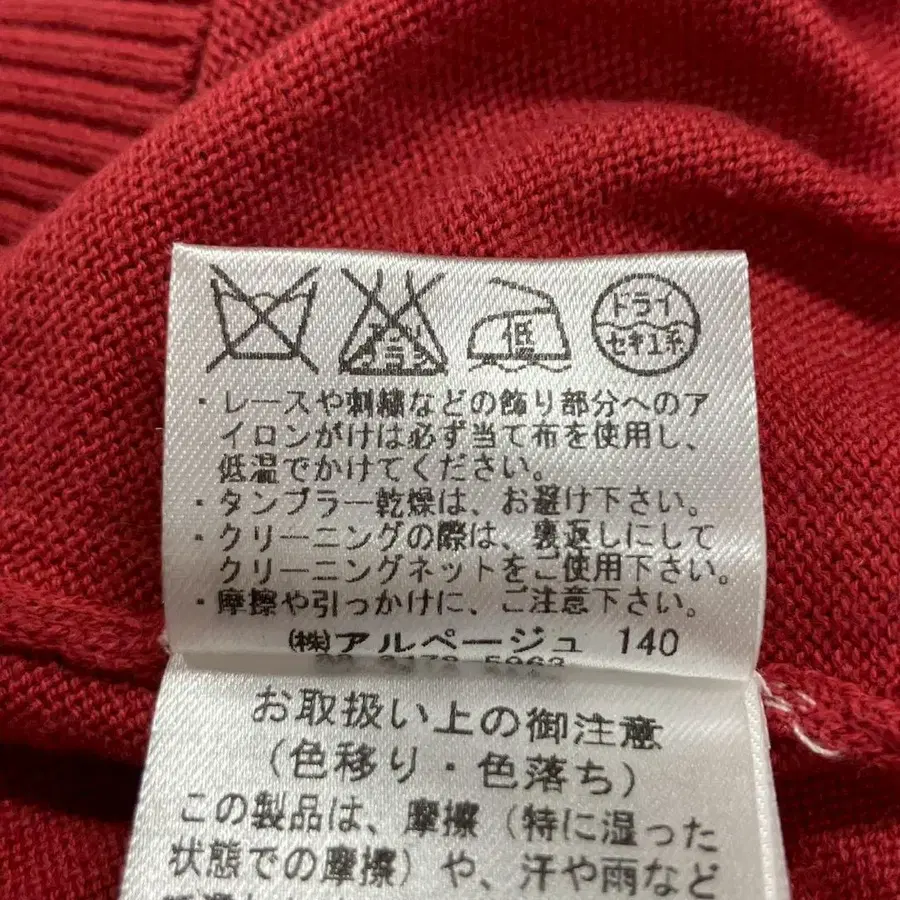 エンソ
サラシ
低
ドライ
セキユ系
・レースや刺繍などの飾り部分へのア
イロンがけは必ず当て布を使用し、
低温でかけてください。
・タンブラー乾燥は、お避け下さい。
・クリーニングの際は、裏返しにして
クリーニングネットをご使用下さい。
・摩擦や引っかけに、ご注意下さい。
㈱アルページュ 140
お取扱い上の御注意
(色移り・色落ち)
この製品は、摩擦(特に湿った
状態での摩擦)や、汗や雨など